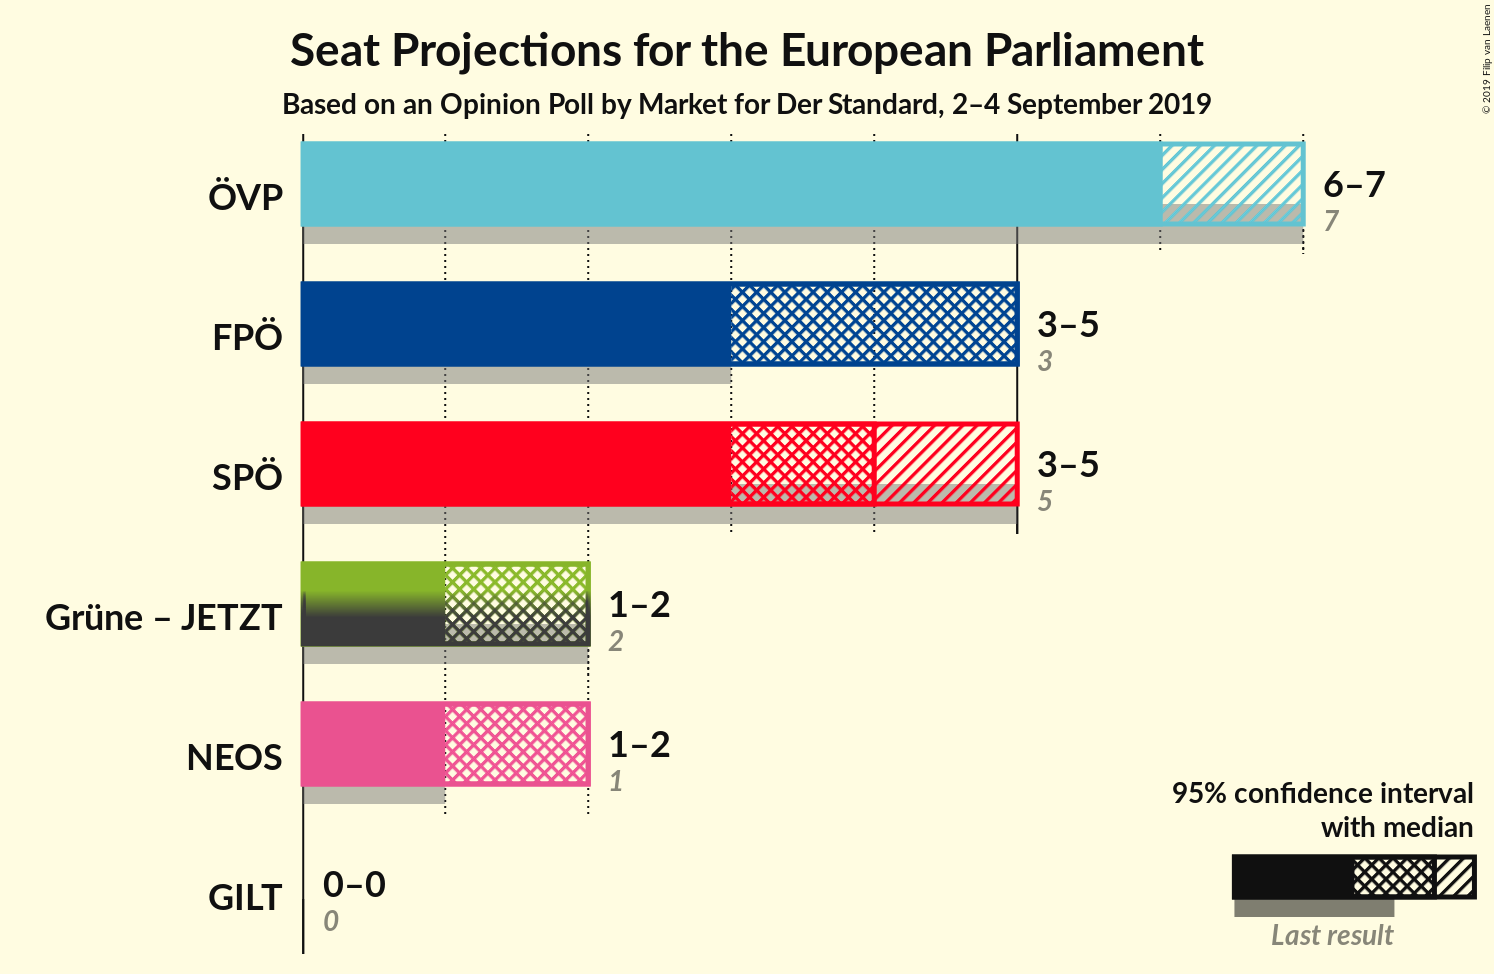 Seat Projections for the European Parliament
Based on an Opinion Poll by Market for Der Standard, 2–4 September 2019
© 2019 Filip van Laenen
ÖVP
6–7
7
FPÖ
3–5
3
SPÖ
3–5
5
Grüne – JETZT
1–2
2
NEOS
1–2
1
GILT
0–0
0
95% confidence interval
with median
Last result